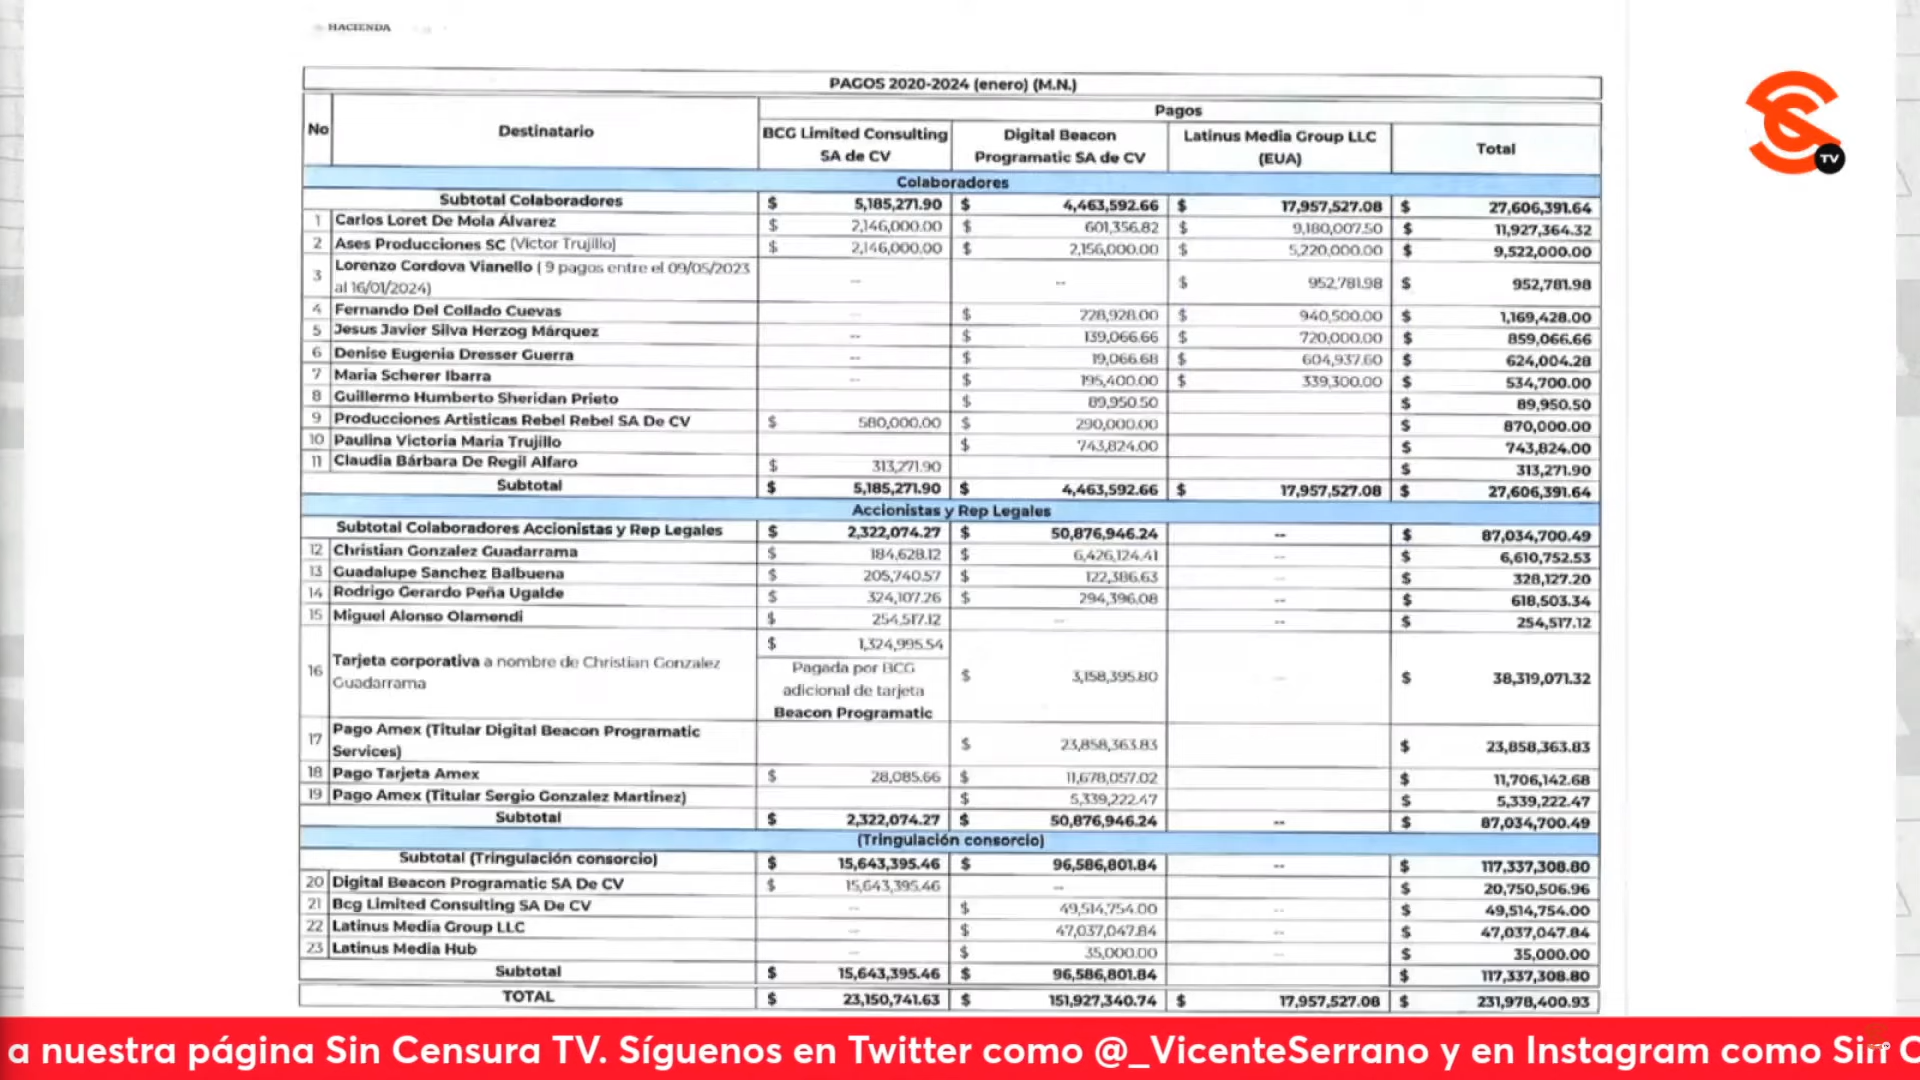 HACIENDA
PAGOS 2020-2024 (enero) (M.N.)
No Destinatario Pagos
BCG Limited Consulting SA de CV Digital Beacon Programatic SA de CV Latinus Media Group LLC (EUA) Total
Colaboradores
Subtotal Colaboradores $ 5,185,271.90 $ 4,463,592.66 $ 17,957,527.08 $ 27,606,391.64
1 Carlos Loret De Mola Álvarez $ 2,146,000.00 $ 601,356.82 $ 9,180,007.50 $ 11,927,364.32
2 Ases Producciones SC (Victor Trujillo) $ 2,146,000.00 $ 2,156,000.00 $ 5,220,000.00 $ 9,522,000.00
3 Lorenzo Cordova Vianello ( 9 pagos entre el 09/05/2023 al 16/01/2024) -- -- $ 952,781.98 $ 952,781.98
4 Fernando Del Collado Cuevas -- $ 228,928.00 $ 940,500.00 $ 1,169,428.00
5 Jesus Javier Silva Herzog Márquez -- $ 139,066.66 $ 720,000.00 $ 859,066.66
6 Denise Eugenia Dresser Guerra -- $ 19,066.68 $ 604,937.60 $ 624,004.28
7 Maria Scherer Ibarra -- $ 195,400.00 $ 339,300.00 $ 534,700.00
8 Guillermo Humberto Sheridan Prieto $ 89,950.50 $ 89,950.50
9 Producciones Artisticas Rebel Rebel SA De CV $ 580,000.00 $ 290,000.00 $ 870,000.00
10 Paulina Victoria Maria Trujillo $ 743,824.00 $ 743,824.00
11 Claudia Bárbara De Regil Alfaro $ 313,271.90 $ 313,271.90
Subtotal $ 5,185,271.90 $ 4,463,592.66 $ 17,957,527.08 $ 27,606,391.64
Accionistas y Rep Legales
Subtotal Colaboradores Accionistas y Rep Legales $ 2,322,074.27 $ 50,876,946.24 -- $ 87,034,700.49
12 Christian Gonzalez Guadarrama $ 184,628.12 $ 6,426,124.41 -- $ 6,610,752.53
13 Guadalupe Sanchez Balbuena $ 205,740.57 $ 122,386.63 -- $ 328,127.20
14 Rodrigo Gerardo Peña Ugalde $ 324,107.26 $ 294,396.08 -- $ 618,503.34
15 Miguel Alonso Olamendi $ 254,517.12 -- -- $ 254,517.12
16 Tarjeta corporativa a nombre de Christian Gonzalez Guadarrama $ 1,324,995.54 Pagada por BCG adicional de tarjeta Beacon Programatic $ 3,158,395.80 -- $ 38,319,071.32
17 Pago Amex (Titular Digital Beacon Programatic Services) $ 23,858,363.83 $ 23,858,363.83
18 Pago Tarjeta Amex $ 28,085.66 $ 11,678,057.02 $ 11,706,142.68
19 Pago Amex (Titular Sergio Gonzalez Martinez) $ 5,339,222.47 $ 5,339,222.47
Subtotal $ 2,322,074.27 $ 50,876,946.24 -- $ 87,034,700.49
(Tringulación consorcio)
Subtotal (Tringulación consorcio) $ 15,643,395.46 $ 96,586,801.84 -- $ 117,337,308.80
20 Digital Beacon Programatic SA De CV $ 15,643,395.46 -- $ 20,750,506.96
21 Bcg Limited Consulting SA De CV -- $ 49,514,754.00 -- $ 49,514,754.00
22 Latinus Media Group LLC -- $ 47,037,047.84 -- $ 47,037,047.84
23 Latinus Media Hub -- $ 35,000.00 -- $ 35,000.00
Subtotal $ 15,643,395.46 $ 96,586,801.84 $ 117,337,308.80
TOTAL $ 23,150,741.63 $ 151,927,340.74 $ 17,957,527.08 $ 231,978,400.93
TV
a nuestra página Sin Censura TV. Síguenos en Twitter como @_VicenteSerrano y en Instagram como Sin C